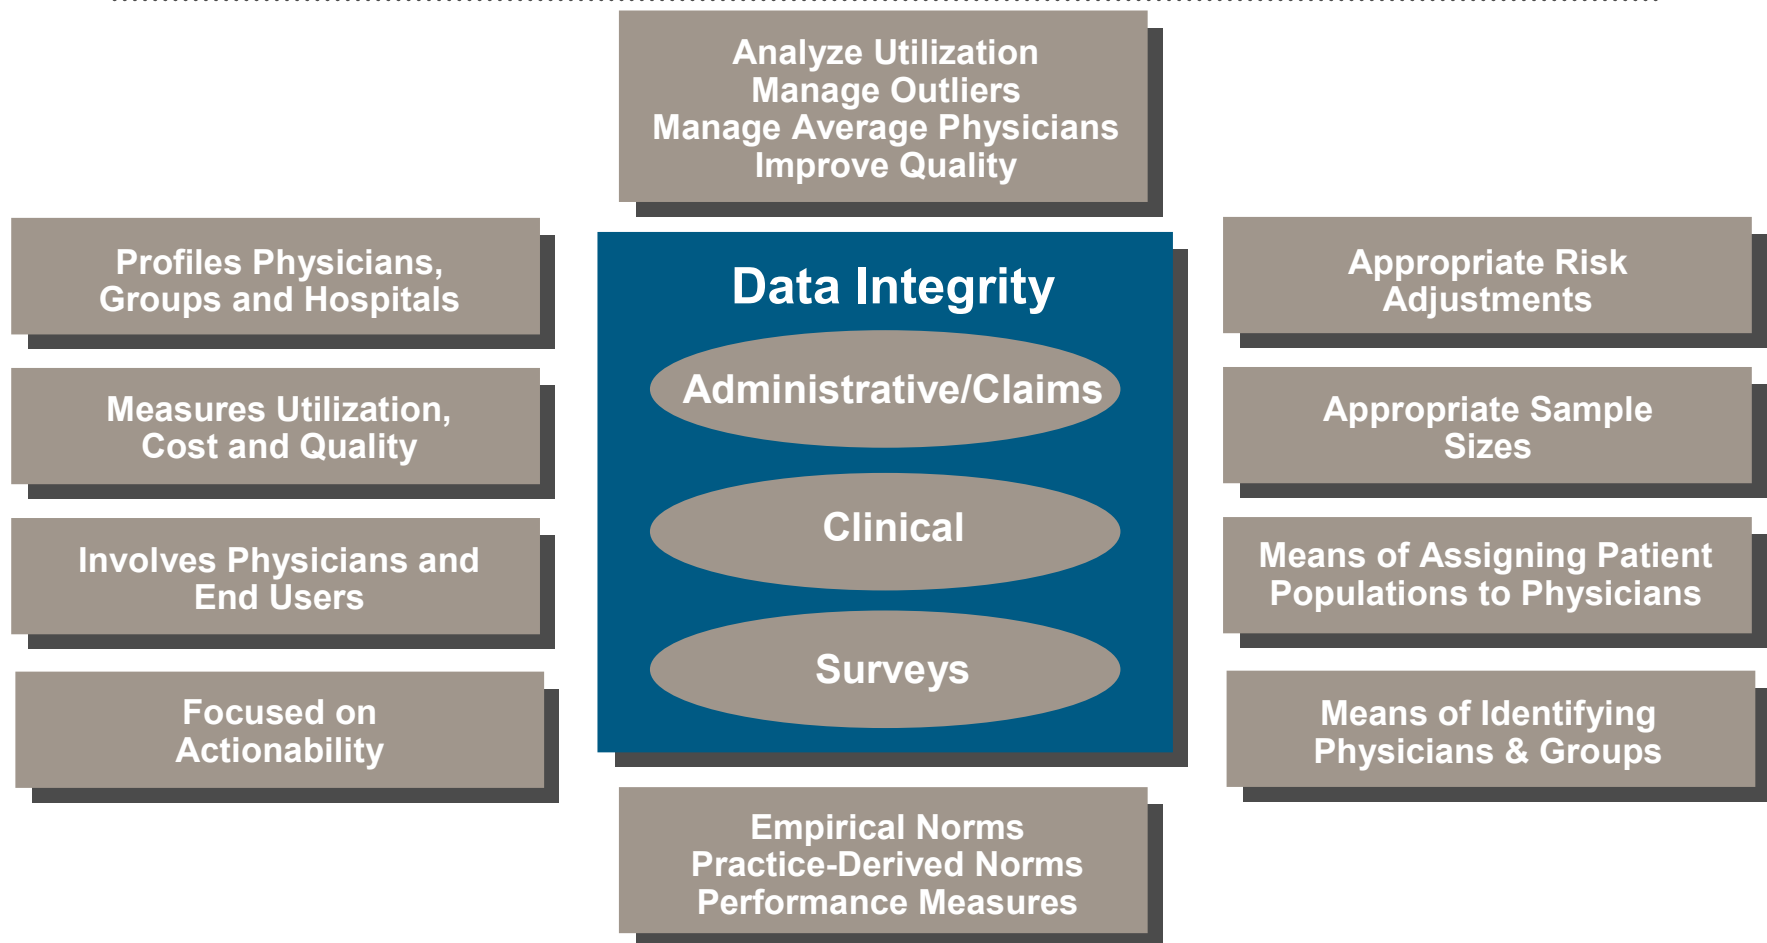 Analyze Utilization
Manage Outliers
Manage Average Physicians
Improve Quality
Profiles Physicians,
Groups and Hospitals
Measures Utilization,
Cost and Quality
Involves Physicians and
End Users
Focused on
Actionability
Data Integrity
Administrative/Claims
Clinical
Surveys
Appropriate Risk
Adjustments
Appropriate Sample
Sizes
Means of Assigning Patient
Populations to Physicians
Means of Identifying
Physicians & Groups
Empirical Norms
Practice-Derived Norms
Performance Measures